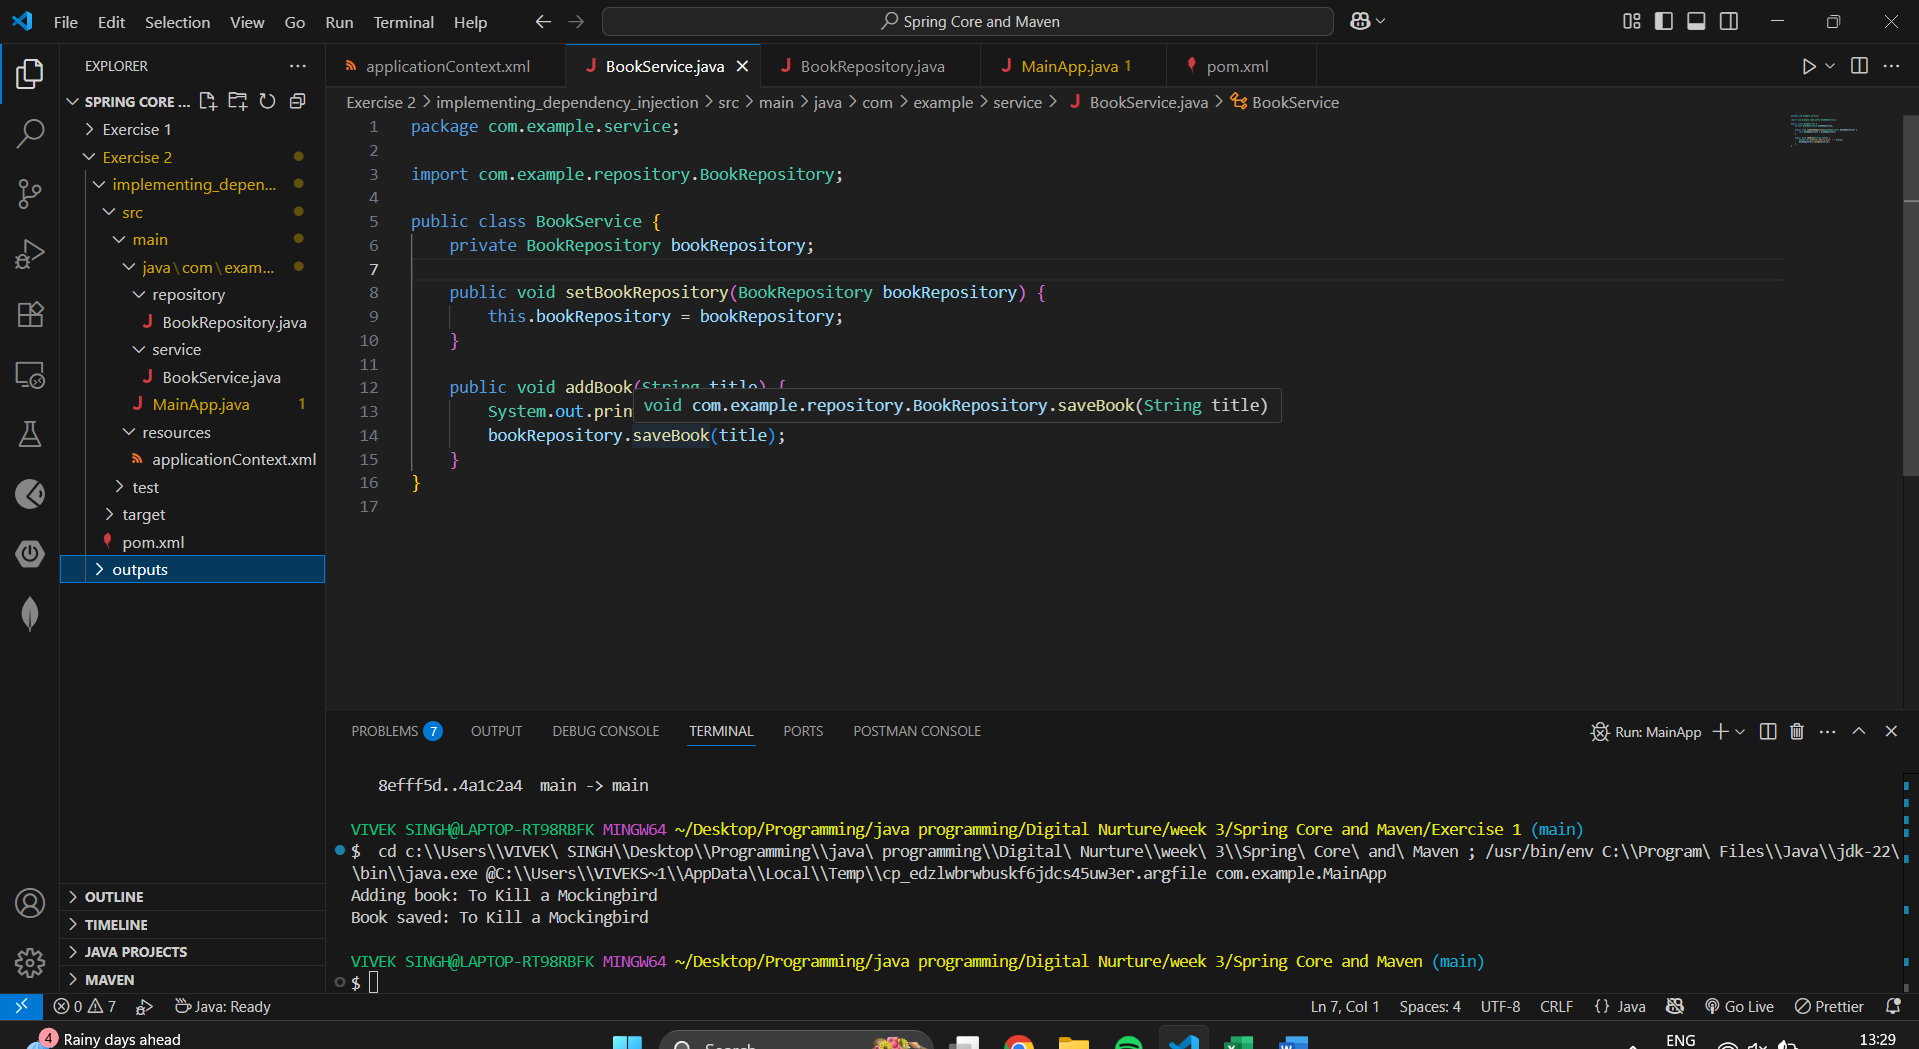 File Edit Selection View Go Run Terminal Help
Spring Core and Maven
EXPLORER
SPRING CORE ...
Exercise 1
Exercise 2
implementing_depen...
src
main
java\com\exam...
repository
BookRepository.java
service
BookService.java
MainApp.java 1
resources
applicationContext.xml
test
target
pom.xml
outputs
OUTLINE
TIMELINE
JAVA PROJECTS
MAVEN
applicationContext.xml BookService.java BookRepository.java MainApp.java 1 pom.xml
Exercise 2 > implementing_dependency_injection > src > main > java > com > example > service > BookService.java > BookService
1 package com.example.service;
2
3 import com.example.repository.BookRepository;
4
5 public class BookService {
6 private BookRepository bookRepository;
7
8 public void setBookRepository(BookRepository bookRepository) {
9 this.bookRepository = bookRepository;
10 }
11
12 public void addBook(String title) {
void com.example.repository.BookRepository.saveBook(String title)
13 System.out.prin
14 bookRepository.saveBook(title);
15 }
16 }
17
PROBLEMS 7 OUTPUT DEBUG CONSOLE TERMINAL PORTS POSTMAN CONSOLE
Run: MainApp
8efff5d..4a1c2a4 main -> main
VIVEK SINGH@LAPTOP-RT98RBFK MINGW64 ~/Desktop/Programming/java programming/Digital Nurture/week 3/Spring Core and Maven/Exercise 1 (main)
$ cd c:\\Users\\VIVEK\ SINGH\\Desktop\\Programming\\java\ programming\\Digital\ Nurture\\week\ 3\\Spring\ Core\ and\ Maven ; /usr/bin/env C:\\Program\ Files\\Java\\jdk-22\
\bin\\java.exe @C:\\Users\\VIVEKS~1\\AppData\\Local\\Temp\\cp_edzlwbrwbuskf6jdcs45uw3er.argfile com.example.MainApp
Adding book: To Kill a Mockingbird
Book saved: To Kill a Mockingbird
VIVEK SINGH@LAPTOP-RT98RBFK MINGW64 ~/Desktop/Programming/java programming/Digital Nurture/week 3/Spring Core and Maven (main)
$
0 7 Java: Ready Ln 7, Col 1 Spaces: 4 UTF-8 CRLF {} Java Go Live Prettier
4 Rainy days ahead
Search
ENG
13:29